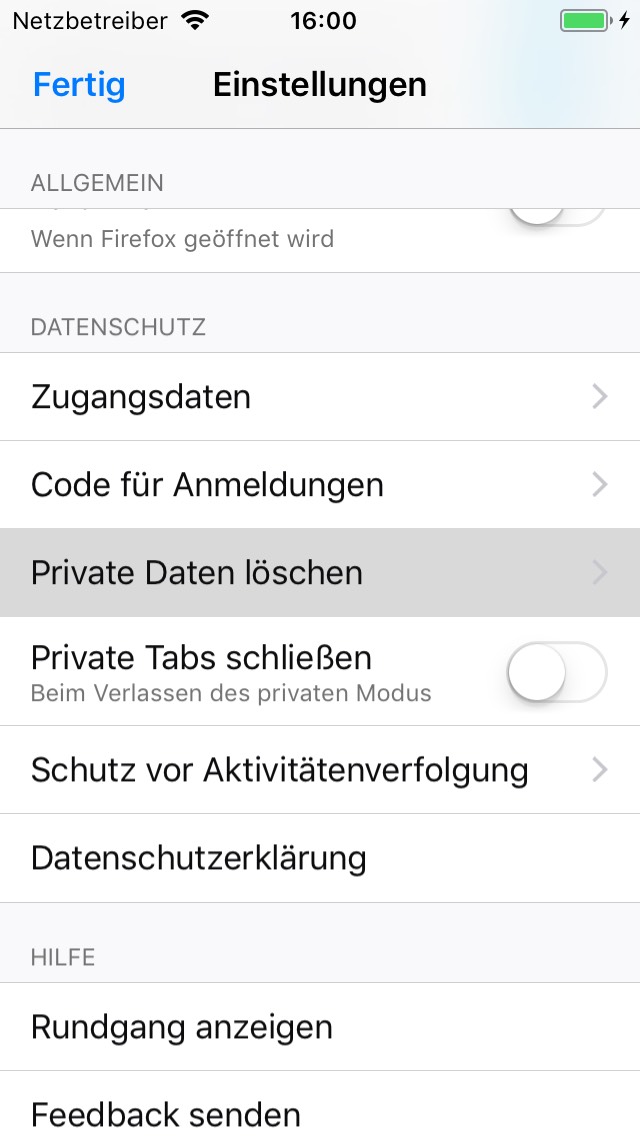 Netzbetreiber 16:00
Fertig Einstellungen
ALLGEMEIN
Wenn Firefox geöffnet wird
DATENSCHUTZ
Zugangsdaten
Code für Anmeldungen
Private Daten löschen
Private Tabs schließen
Beim Verlassen des privaten Modus
Schutz vor Aktivitätenverfolgung
Datenschutzerklärung
HILFE
Rundgang anzeigen
Feedback senden